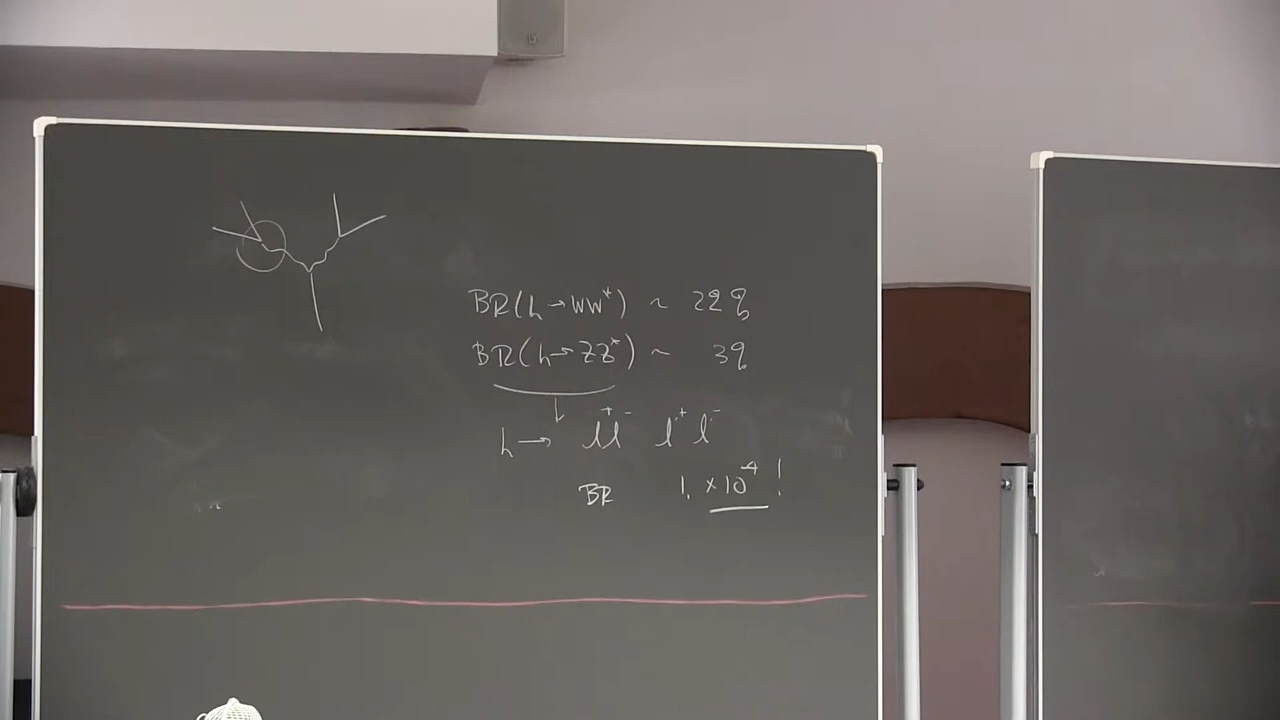 BR(h→WW*) ~ 22%
BR(h→ZZ*) ~ 3%
h→ l⁺l⁻ l⁺l⁻
BR 1. ×10⁻⁴ !